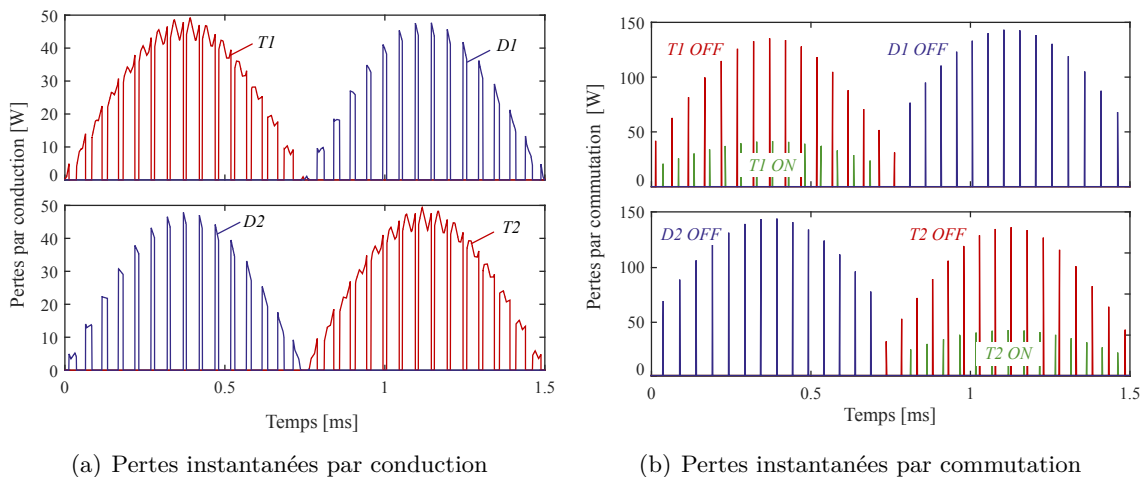 Pertes par conduction [W]
50
40
30
20
10
0
T1
D1
50
40
30
20
10
0
D2
T2
0
0.5
1
1.5
Temps [ms]
(a) Pertes instantanées par conduction
Pertes par commutation [W]
150
100
50
0
T1 OFF
D1 OFF
T1 ON
150
100
50
0
D2 OFF
T2 OFF
T2 ON
0
0.5
1
1.5
Temps [ms]
(b) Pertes instantanées par commutation